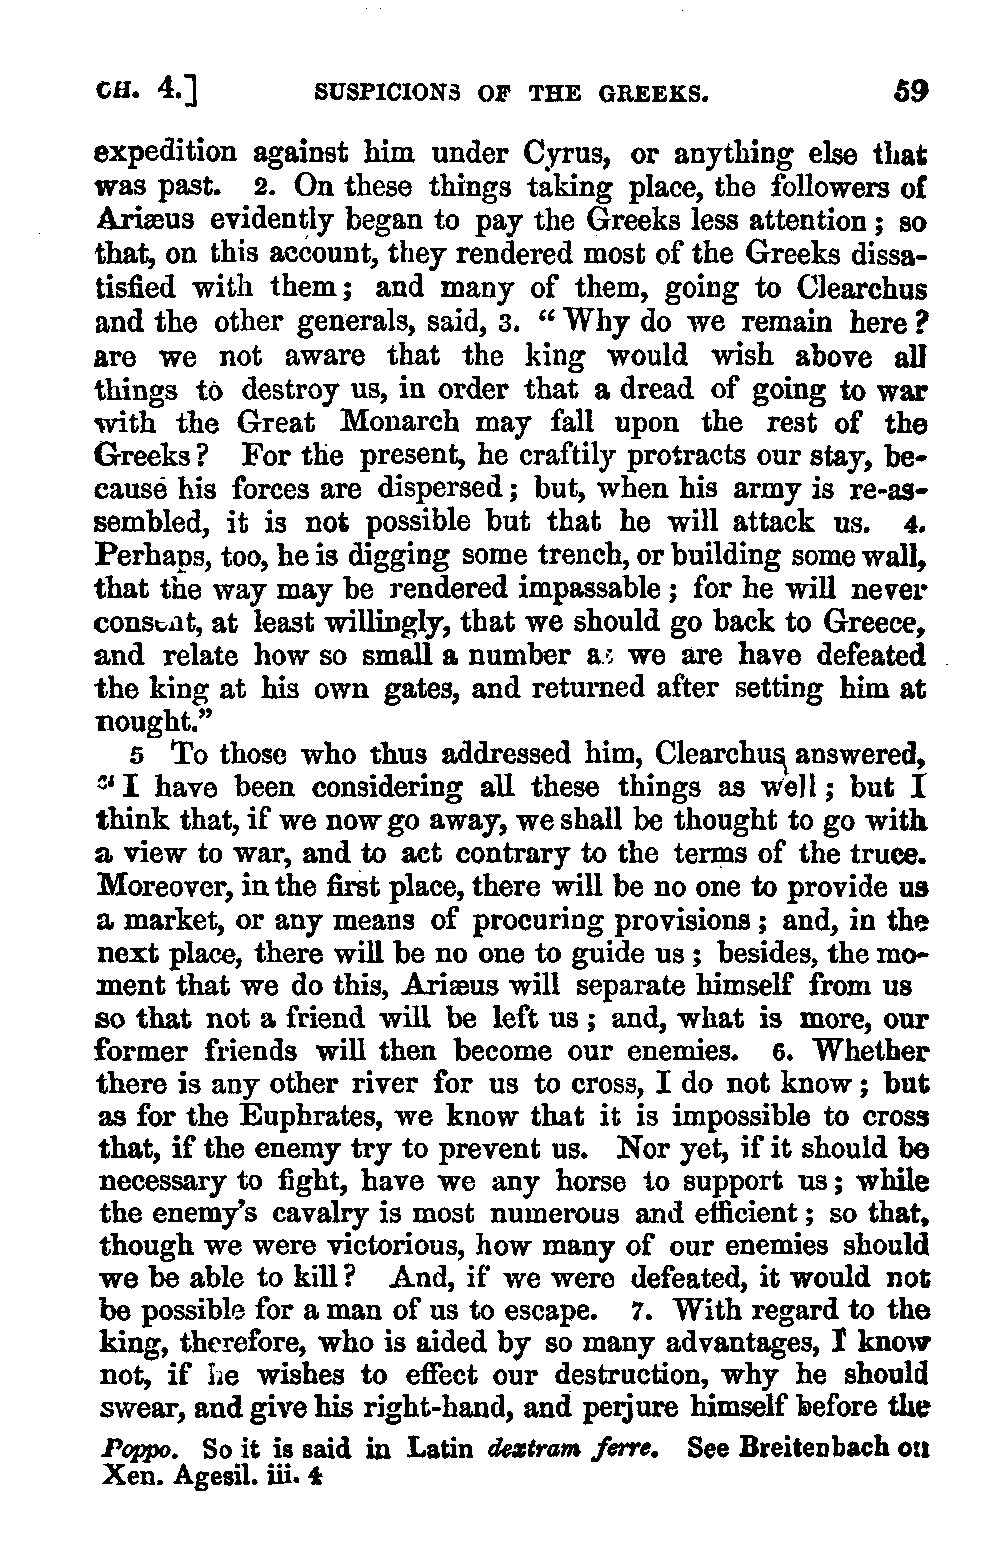 CH. 4.] SUSPICIONS OF THE GREEKS. 59
expedition against him under Cyrus, or anything else that
was past. 2. On these things taking place, the followers of
Ariæus evidently began to pay the Greeks less attention; so
that, on this account, they rendered most of the Greeks dissa-
tisfied with them; and many of them, going to Clearchus
and the other generals, said, 3. “Why do we remain here?
are we not aware that the king would wish above all
things to destroy us, in order that a dread of going to war
with the Great Monarch may fall upon the rest of the
Greeks? For the present, he craftily protracts our stay, be-
cause his forces are dispersed; but, when his army is re-as-
sembled, it is not possible but that he will attack us. 4.
Perhaps, too, he is digging some trench, or building some wall,
that the way may be rendered impassable; for he will never
consent, at least willingly, that we should go back to Greece,
and relate how so small a number as we are have defeated
the king at his own gates, and returned after setting him at
nought.”
5 To those who thus addressed him, Clearchus answered,
“I have been considering all these things as well; but I
think that, if we now go away, we shall be thought to go with
a view to war, and to act contrary to the terms of the truce.
Moreover, in the first place, there will be no one to provide us
a market, or any means of procuring provisions; and, in the
next place, there will be no one to guide us; besides, the mo-
ment that we do this, Ariæus will separate himself from us
so that not a friend will be left us; and, what is more, our
former friends will then become our enemies. 6. Whether
there is any other river for us to cross, I do not know; but
as for the Euphrates, we know that it is impossible to cross
that, if the enemy try to prevent us. Nor yet, if it should be
necessary to fight, have we any horse to support us; while
the enemy's cavalry is most numerous and efficient; so that,
though we were victorious, how many of our enemies should
we be able to kill? And, if we were defeated, it would not
be possible for a man of us to escape. 7. With regard to the
king, therefore, who is aided by so many advantages, I know
not, if he wishes to effect our destruction, why he should
swear, and give his right-hand, and perjure himself before the
Poppo. So it is said in Latin dextram ferre. See Breitenbach on
Xen. Agesil. iii. 4